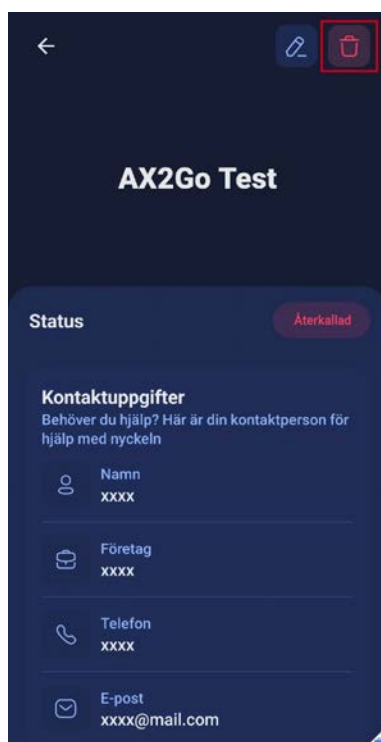 AX2Go Test
Status
Återkallad
Kontaktuppgifter
Behöver du hjälp? Här är din kontaktperson för
hjälp med nyckeln
Namn
xxxx
Företag
xxxx
Telefon
xxxx
E-post
xxxx@mail.com